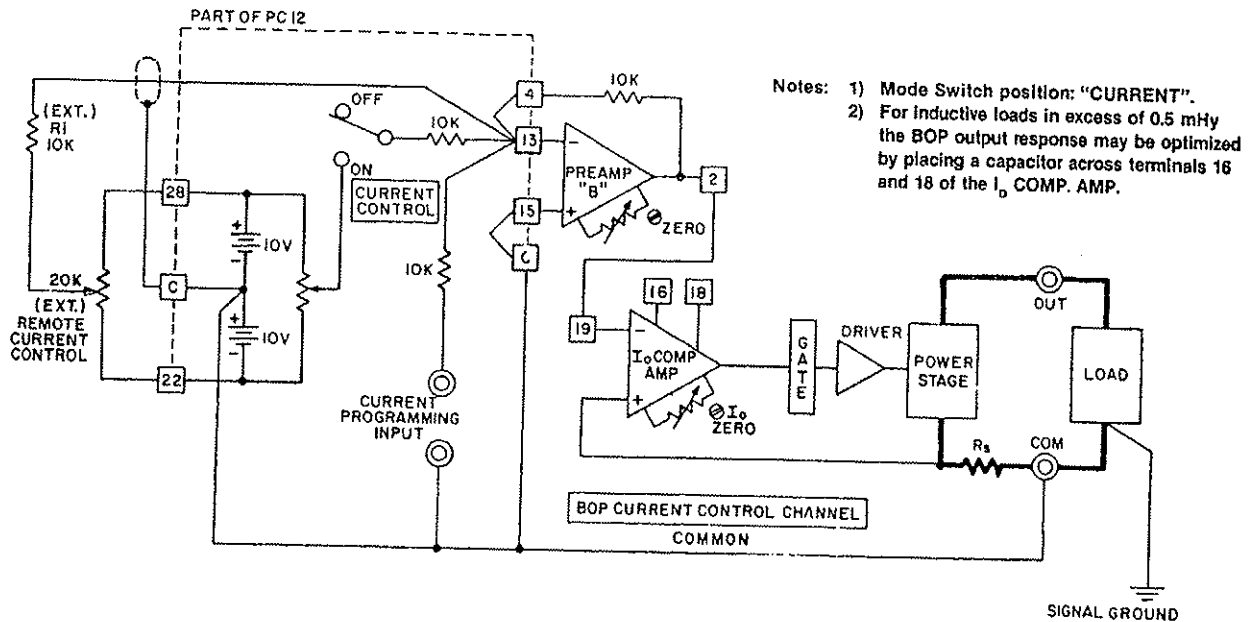 PART OF PC 12
Notes: 1) Mode Switch position: "CURRENT".
2) For inductive loads in excess of 0.5 mHy
the BOP output response may be optimized
by placing a capacitor across terminals 16
and 18 of the Io COMP. AMP.
(EXT.)
R1
10K
OFF
10K
ON
CURRENT
CONTROL
4
10K
13
−
PREAMP
"B"
2
15
+
ZERO
C
28
+
10V
−
20K
(EXT.)
REMOTE
CURRENT
CONTROL
C
+
10V
−
22
10K
CURRENT
PROGRAMMING
INPUT
16
18
19
−
Io COMP
AMP
+
Io
ZERO
GATE
DRIVER
POWER
STAGE
OUT
LOAD
Rs
COM
BOP CURRENT CONTROL CHANNEL
COMMON
SIGNAL GROUND